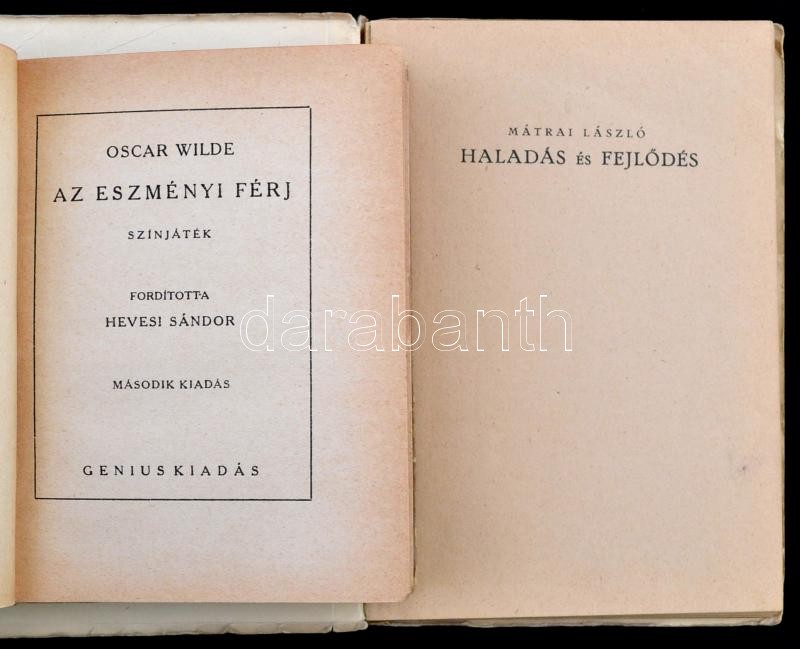 OSCAR WILDE
AZ ESZMÉNYI FÉRJ
SZÍNJÁTÉK
FORDÍTOTTA
HEVESI SÁNDOR
MÁSODIK KIADÁS
GENIUS KIADÁS
MÁTRAI LÁSZLÓ
HALADÁS ÉS FEJLŐDÉS
darabanth